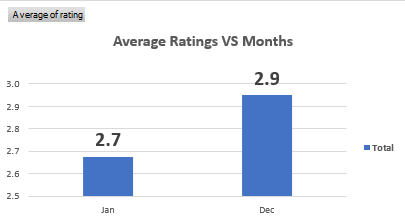 Average of rating
Average Ratings VS Months
3.0
2.9
2.8
2.7
2.6
2.5
2.7
2.9
Jan
Dec
Total